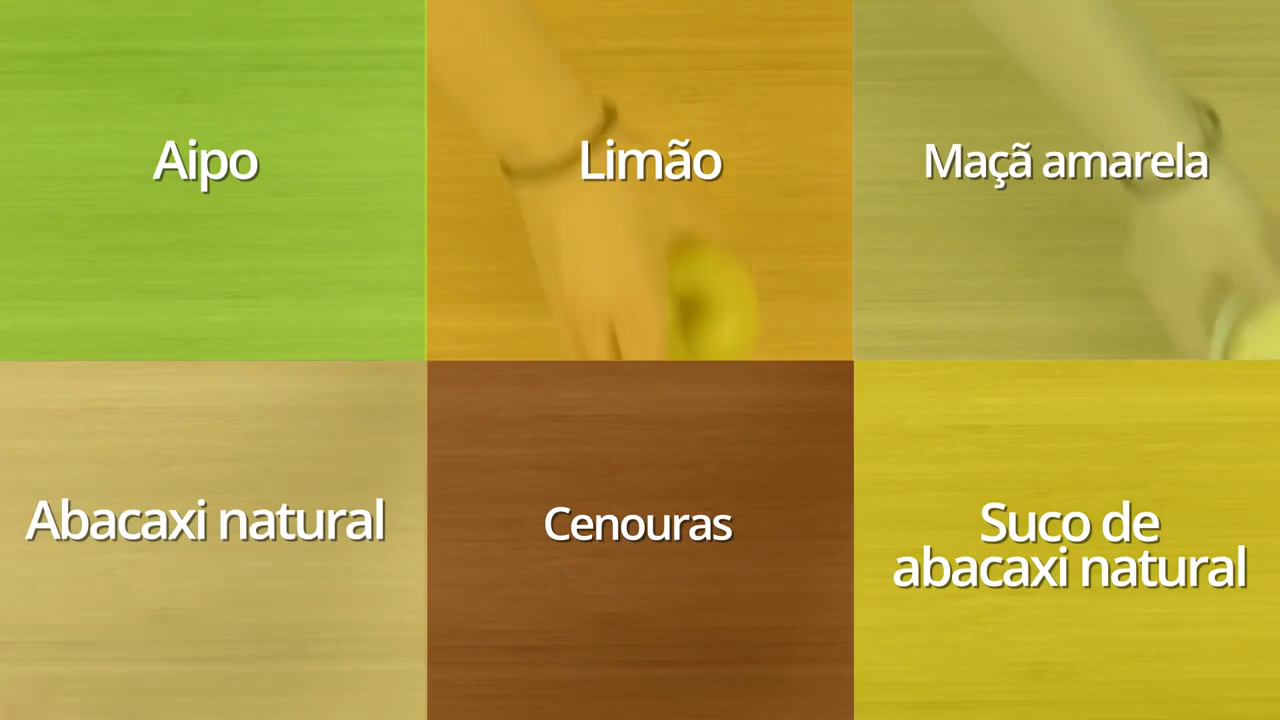 Aipo
Limão
Maçã amarela
Abacaxi natural
Cenouras
Suco de
abacaxi natural